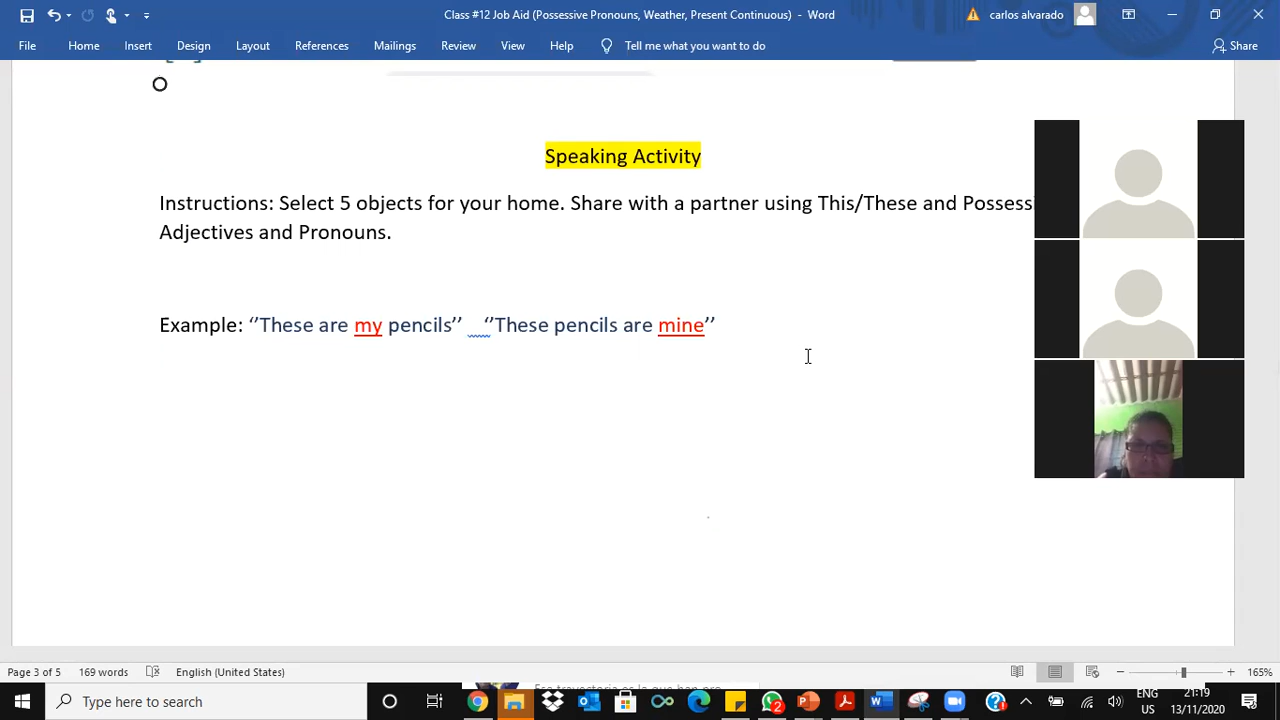 Class #12 Job Aid (Possessive Pronouns, Weather, Present Continuous) - Word
carlos alvarado
File Home Insert Design Layout References Mailings Review View Help Tell me what you want to do Share
Speaking Activity
Instructions: Select 5 objects for your home. Share with a partner using This/These and
Adjectives and Pronouns.
Example: ‘’These are my pencils’’ ‘’These pencils are mine’’
Page 3 of 5 169 words English (United States) 165%
Type here to search
2
ENG
US
21:19
13/11/2020